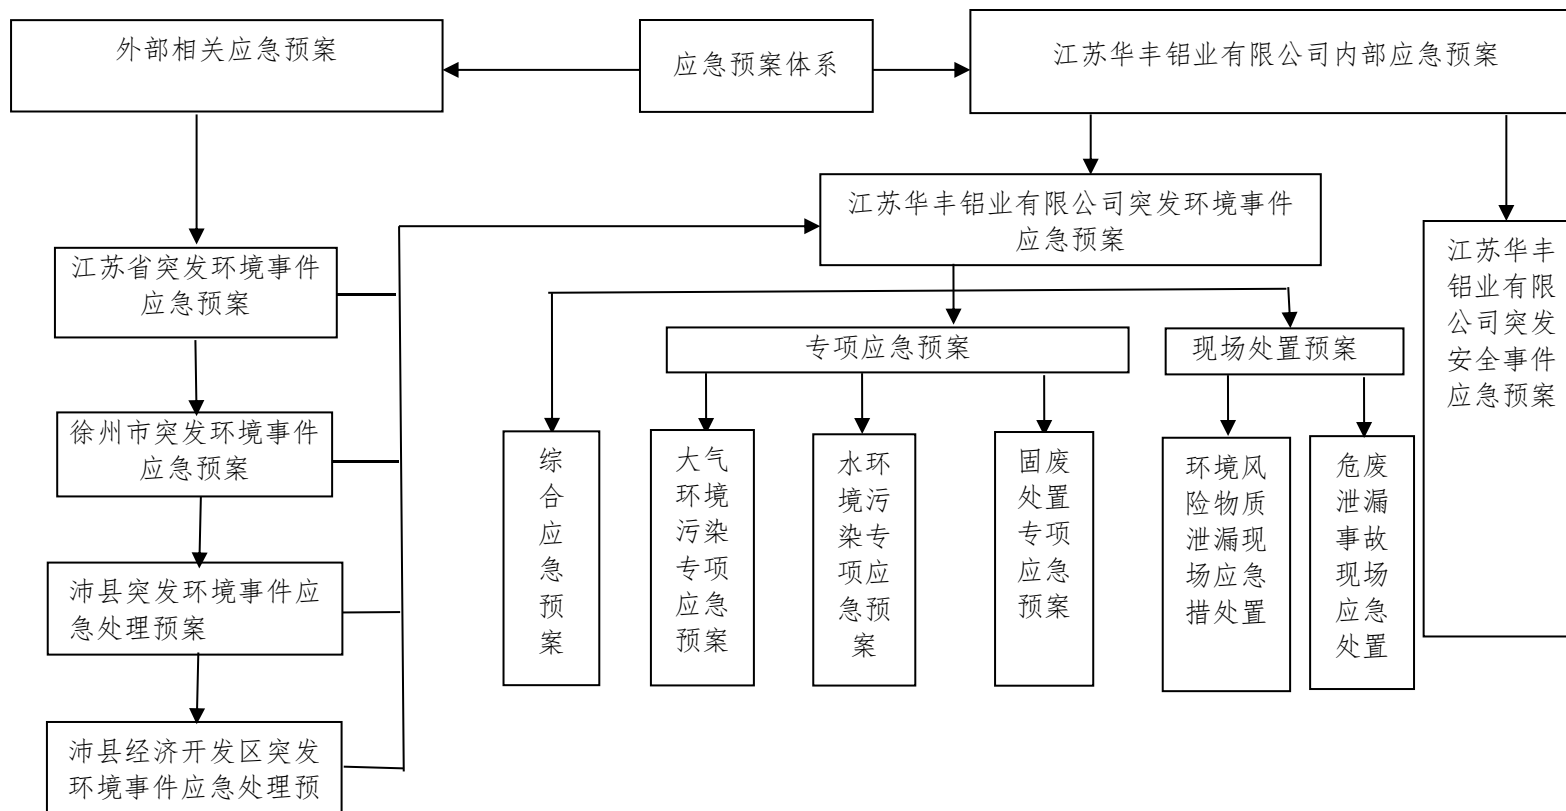 外部相关应急预案
应急预案体系
江苏华丰铝业有限公司内部应急预案
江苏华丰铝业有限公司突发环境事件
应急预案
江苏省突发环境事件
应急预案
江苏华丰
铝业有限
公司突发
安全事件
应急预案
专项应急预案
现场处置预案
徐州市突发环境事件
应急预案
综
合
应
急
预
案
大气
环境
污染
专项
应急
预案
水环
境污
染专
项应
急预
案
固废
处置
专项
应急
预案
环境风
险物质
泄漏现
场应急
措处置
危废
泄漏
事故
现场
应急
处置
沛县突发环境事件应
急处理预案
沛县经济开发区突发
环境事件应急处理预